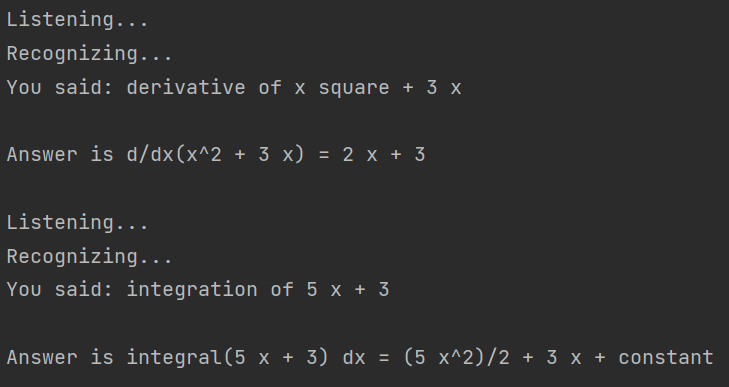 Listening...
Recognizing...
You said: derivative of x square + 3 x
Answer is d/dx(x^2 + 3 x) = 2 x + 3
Listening...
Recognizing...
You said: integration of 5 x + 3
Answer is integral(5 x + 3) dx = (5 x^2)/2 + 3 x + constant